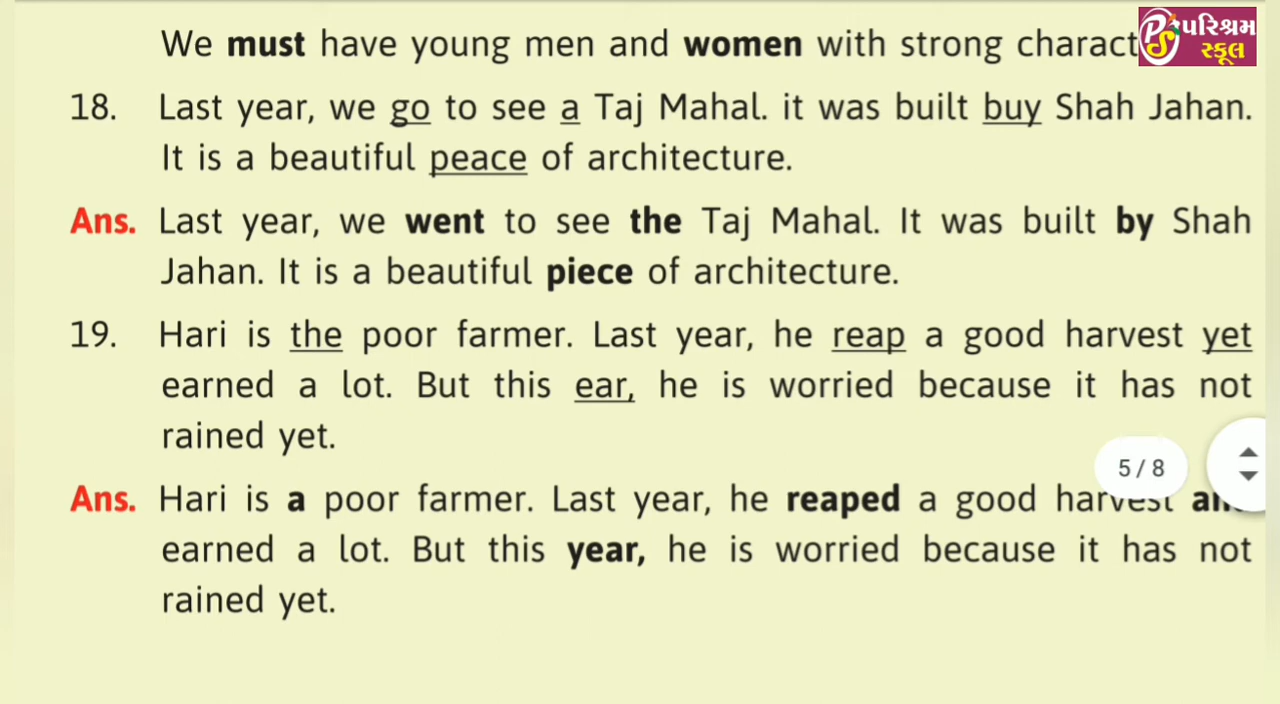 We must have young men and women with strong
પરિશ્રમ
સ્કૂલ
18. Last year, we go to see a Taj Mahal. it was built buy Shah Jahan.
It is a beautiful peace of architecture.
Ans. Last year, we went to see the Taj Mahal. It was built by Shah
Jahan. It is a beautiful piece of architecture.
19. Hari is the poor farmer. Last year, he reap a good harvest yet
earned a lot. But this ear, he is worried because it has not
rained yet.
5 / 8
Ans. Hari is a poor farmer. Last year, he reaped a good harvest
earned a lot. But this year, he is worried because it has not
rained yet.